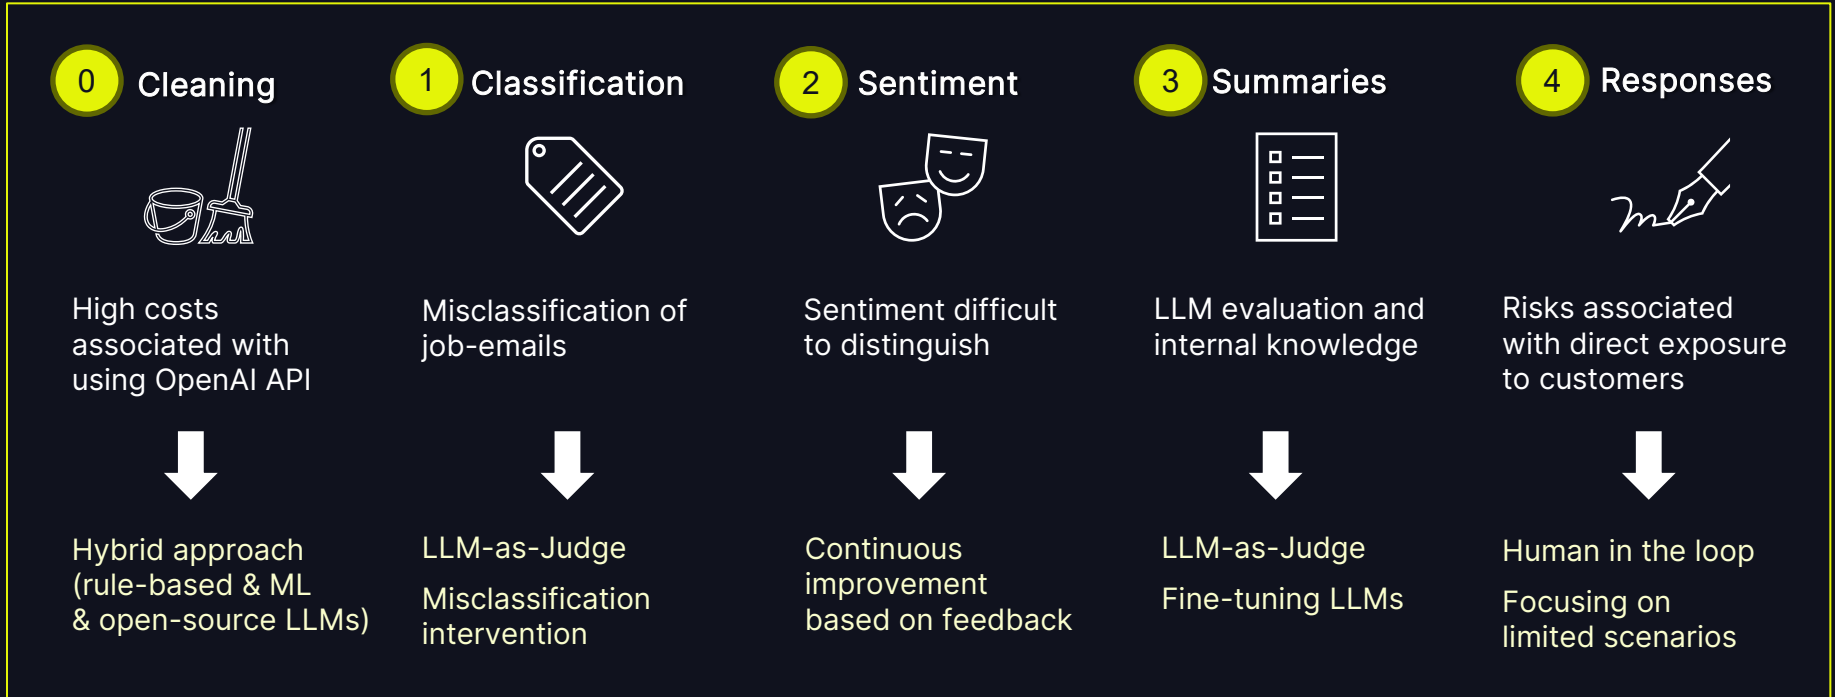 0 Cleaning
High costs
associated with
using OpenAI API
Hybrid approach
(rule-based & ML
& open-source LLMs)
1 Classification
Misclassification of
job-emails
LLM-as-Judge
Misclassification
intervention
2 Sentiment
Sentiment difficult
to distinguish
Continuous
improvement
based on feedback
3 Summaries
LLM evaluation and
internal knowledge
LLM-as-Judge
Fine-tuning LLMs
4 Responses
Risks associated
with direct exposure
to customers
Human in the loop
Focusing on
limited scenarios